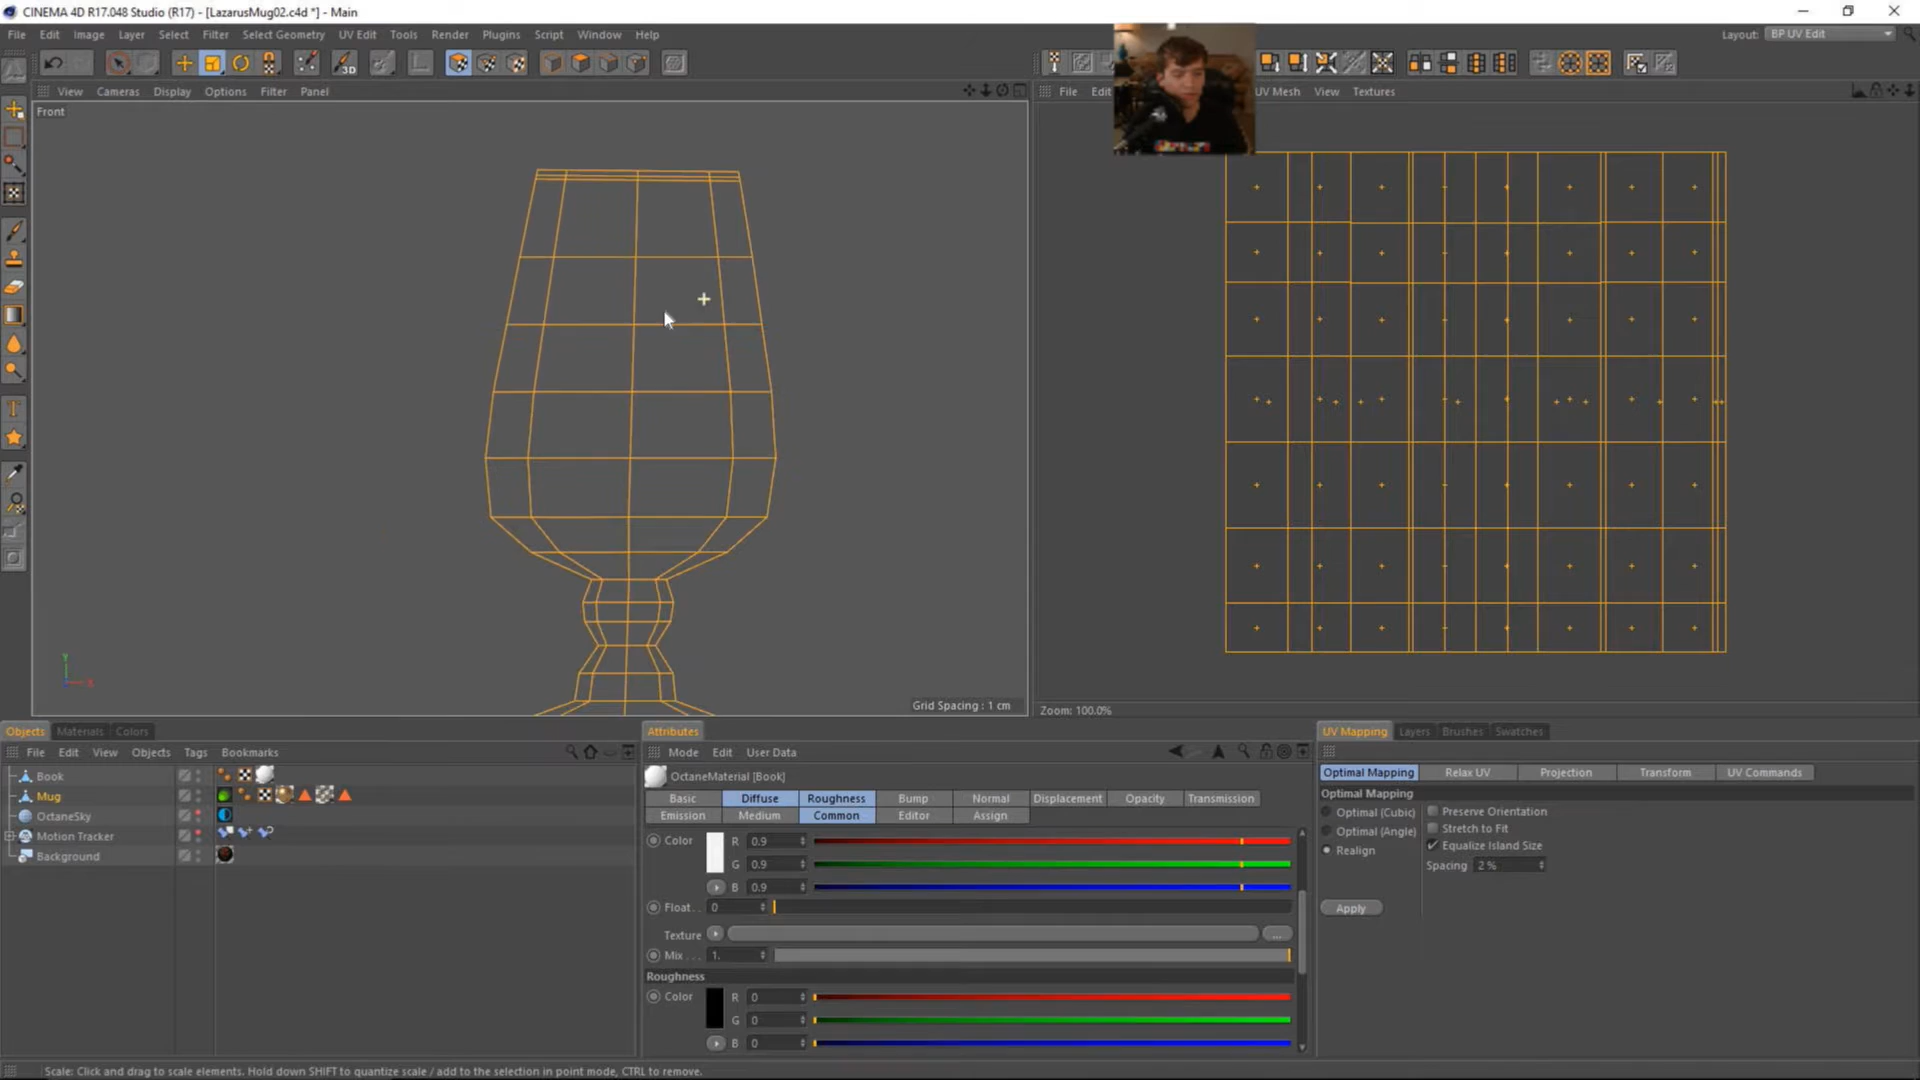 CINEMA 4D R17.048 Studio (R17) - [LazarusMug02.c4d *] - Main
File Edit Image Layer Select Filter Select Geometry UV Edit Tools Render Plugins Script Window Help
Layout: BP UV Edit
View Cameras Display Options Filter Panel
File Edit UV Mesh View Textures
Front
Y
X
Grid Spacing : 1 cm
Zoom: 100.0%
Objects Materials Colors
Attributes
UV Mapping Layers Brushes Swatches
File Edit View Objects Tags Bookmarks
Mode Edit User Data
Book
Mug
OctaneSky
Motion Tracker
Background
OctaneMaterial [Book]
Basic Diffuse Roughness Bump Normal Displacement Opacity Transmission
Emission Medium Common Editor Assign
Color R 0.9
G 0.9
B 0.9
Float . . 0
Texture ...
Mix . . . 1.
Roughness
Color R 0
G 0
B 0
Optimal Mapping Relax UV Projection Transform UV Commands
Optimal Mapping
Optimal (Cubic) Preserve Orientation
Optimal (Angle) Stretch to Fit
Realign Equalize Island Size
Spacing 2 %
Apply
Scale: Click and drag to scale elements. Hold down SHIFT to quantize scale / add to the selection in point mode, CTRL to remove.